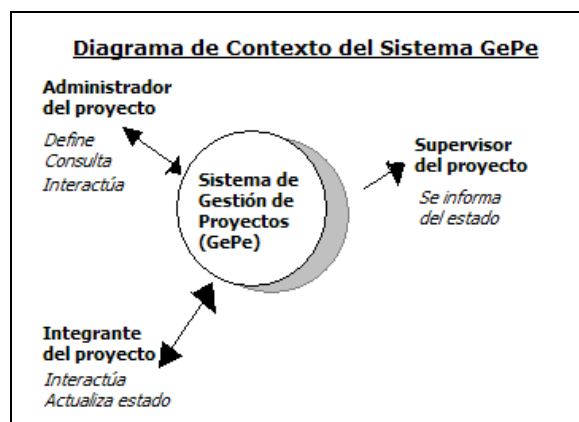 Diagrama de Contexto del Sistema GePe
Administrador
del proyecto
Define
Consulta
Interactúa
Sistema de
Gestión de
Proyectos
(GePe)
Supervisor
del proyecto
Se informa
del estado
Integrante
del proyecto
Interactúa
Actualiza estado